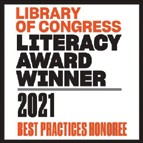 LIBRARY
OF CONGRESS
LITERACY
AWARD
WINNER
2021
BEST PRACTICES HONOREE